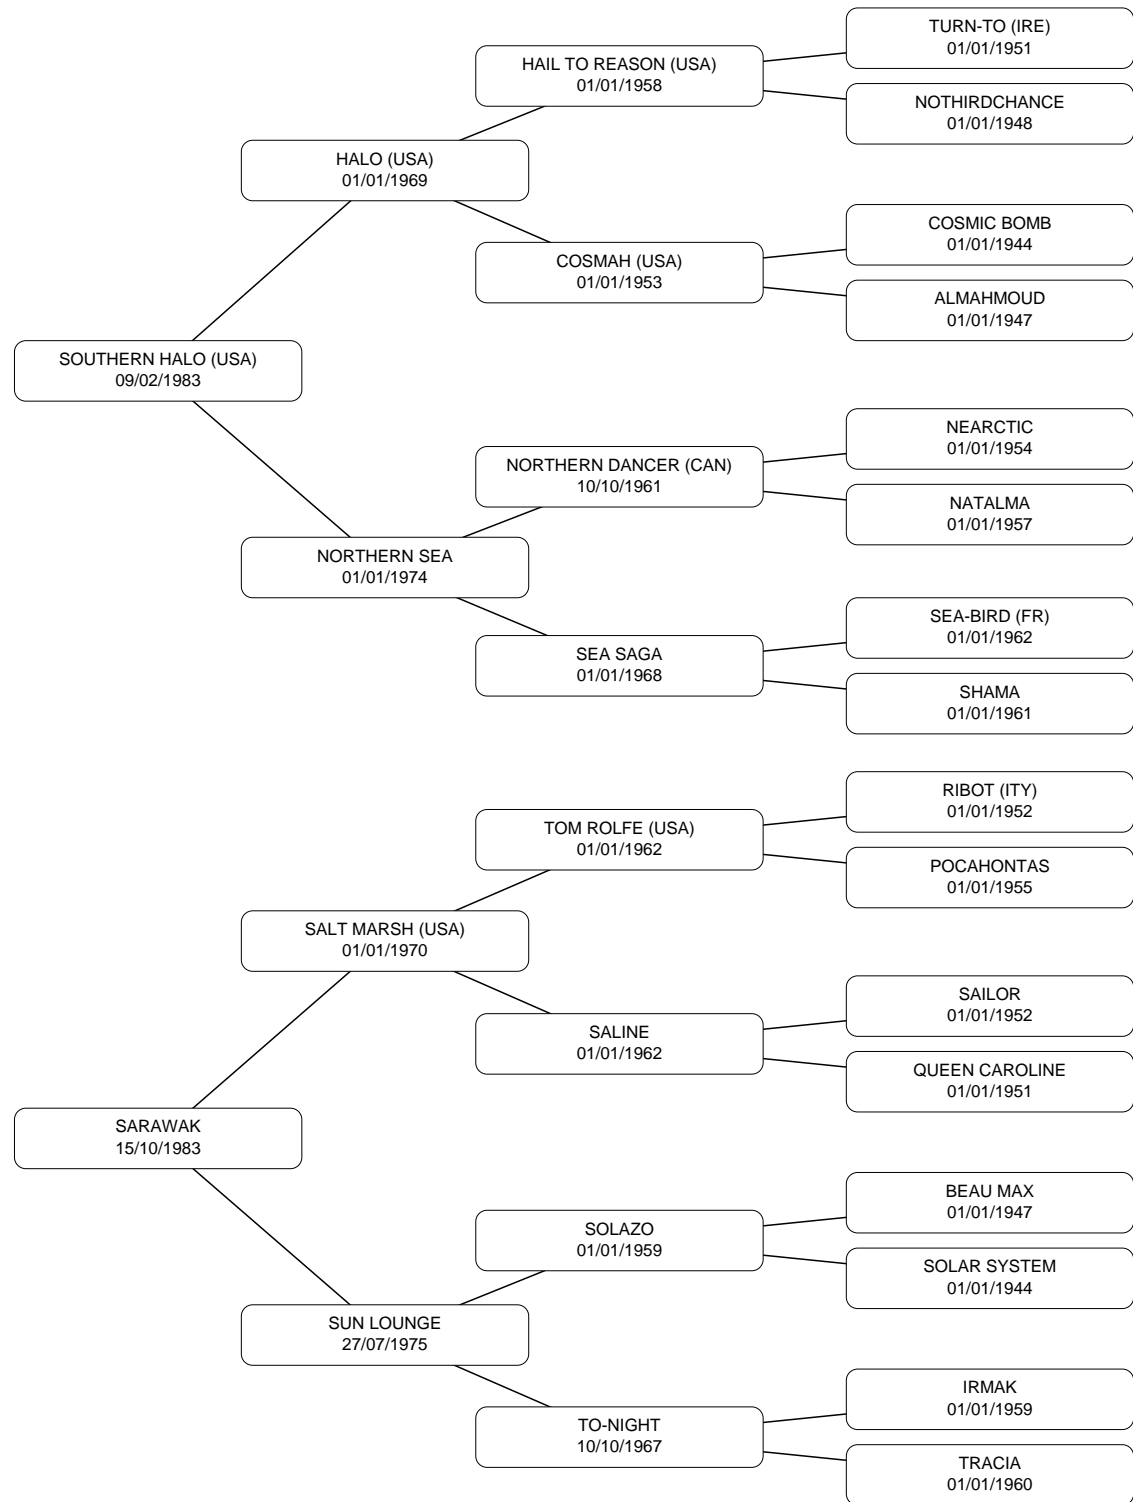 TURN-TO (IRE)
01/01/1951
HAIL TO REASON (USA)
01/01/1958
NOTHIRDCHANCE
01/01/1948
HALO (USA)
01/01/1969
COSMIC BOMB
01/01/1944
COSMAH (USA)
01/01/1953
ALMAHMOUD
01/01/1947
SOUTHERN HALO (USA)
09/02/1983
NEARCTIC
01/01/1954
NORTHERN DANCER (CAN)
10/10/1961
NATALMA
01/01/1957
NORTHERN SEA
01/01/1974
SEA-BIRD (FR)
01/01/1962
SEA SAGA
01/01/1968
SHAMA
01/01/1961
RIBOT (ITY)
01/01/1952
TOM ROLFE (USA)
01/01/1962
POCAHONTAS
01/01/1955
SALT MARSH (USA)
01/01/1970
SAILOR
01/01/1952
SALINE
01/01/1962
QUEEN CAROLINE
01/01/1951
SARAWAK
15/10/1983
BEAU MAX
01/01/1947
SOLAZO
01/01/1959
SOLAR SYSTEM
01/01/1944
SUN LOUNGE
27/07/1975
IRMAK
01/01/1959
TO-NIGHT
10/10/1967
TRACIA
01/01/1960